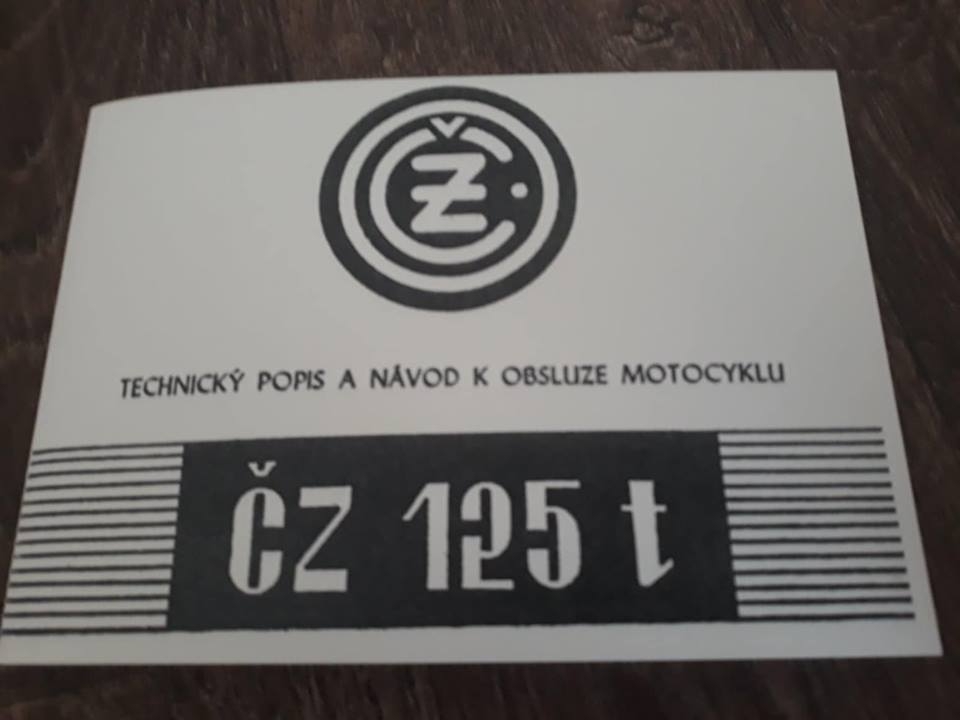 ČZ
TECHNICKÝ POPIS A NÁVOD K OBSLUZE MOTOCYKLU
ČZ 125 t